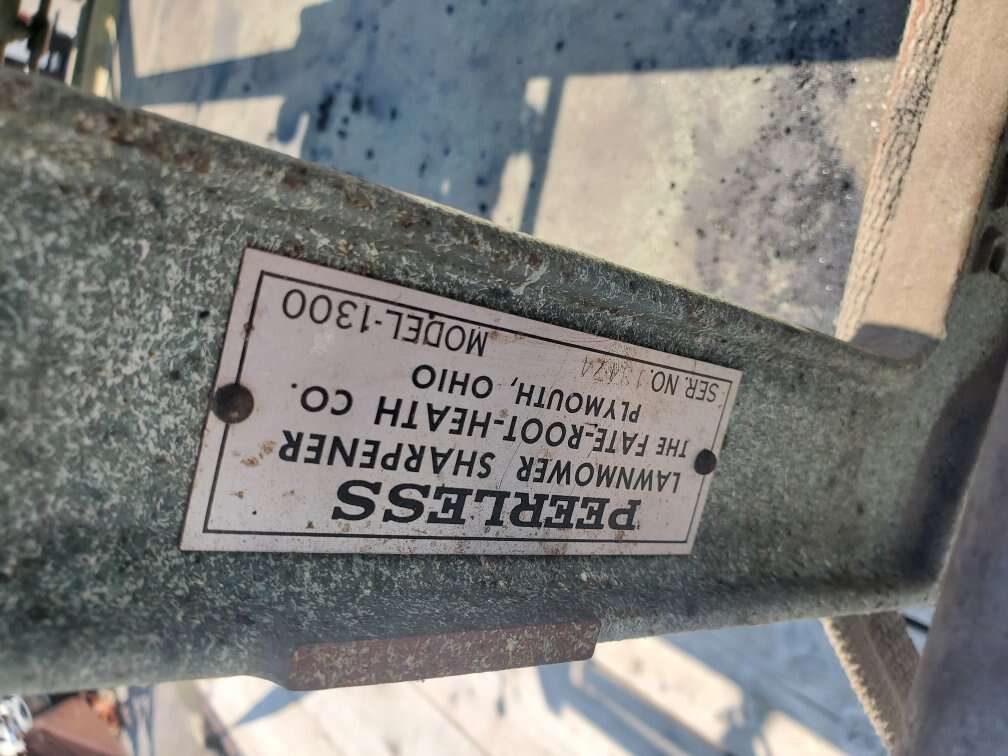 PEERLESS
LAWNMOWER SHARPENER
THE FATE-ROOT-HEATH CO.
PLYMOUTH, OHIO
SER. NO. MODEL-1300